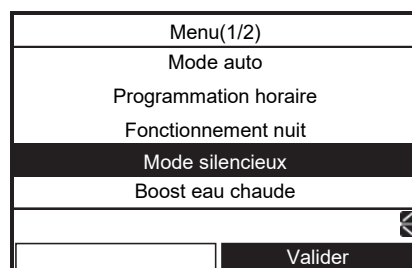 Menu(1/2)
Mode auto
Programmation horaire
Fonctionnement nuit
Mode silencieux
Boost eau chaude
Valider